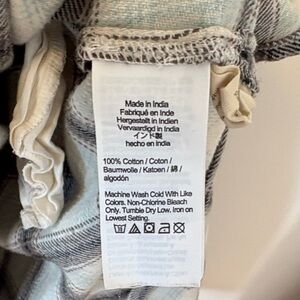 Made in India
Fabriqué en Inde
Hergestellt in Indien
Vervaardigd in India
インド製
hecho en India
100% Cotton / Coton /
Baumwolle / Katoen / 綿 /
algodón
Machine Wash Cold With Like
Colors. Non-Chlorine Bleach
Only. Tumble Dry Low. Iron on
Lowest Setting.